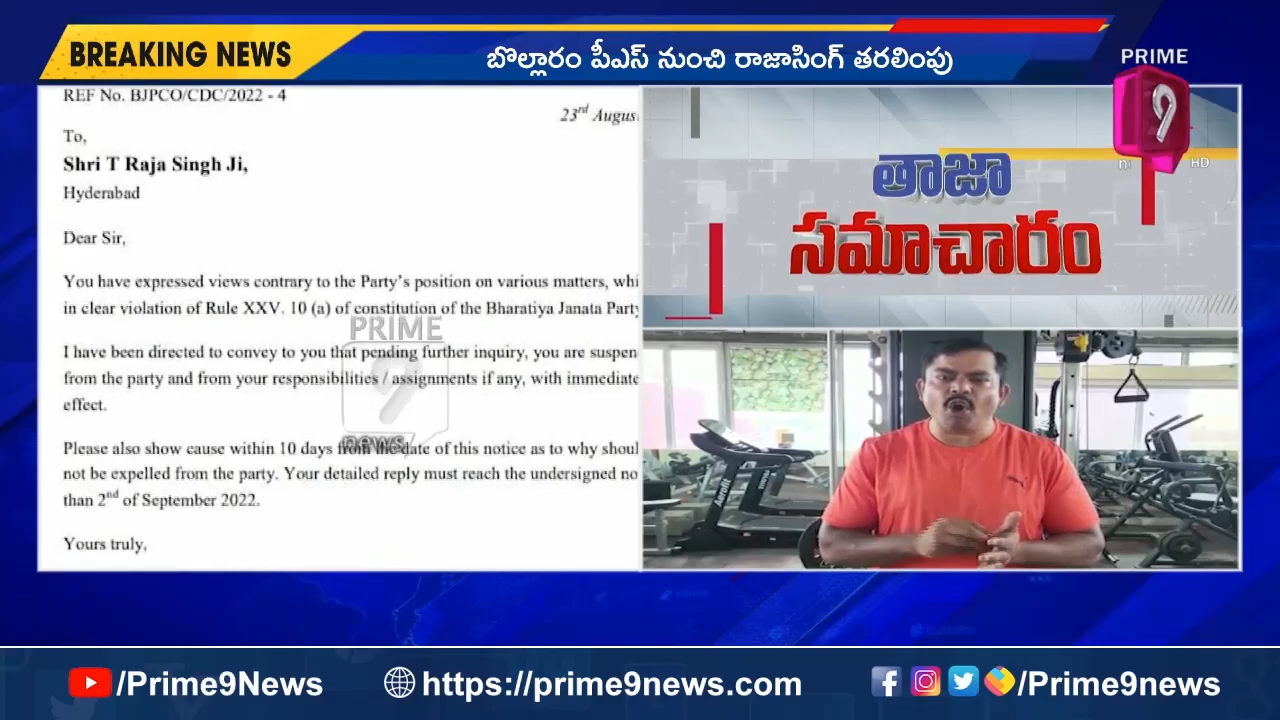 BREAKING NEWS
బొల్లారం పీఎస్ నుంచి రాజాసింగ్ తరలింపు
PRIME
9
HD
REF No. BJPCO/CDC/2022 - 4
23rd Augus
To,
Shri T Raja Singh Ji,
Hyderabad
Dear Sir,
You have expressed views contrary to the Party's position on various matters, whi
in clear violation of Rule XXV. 10 (a) of constitution of the Bharatiya Janata Party
I have been directed to convey to you that pending further inquiry, you are suspen
from the party and from your responsibilities / assignments if any, with immediate
effect.
Please also show cause within 10 days from the date of this notice as to why shoul
not be expelled from the party. Your detailed reply must reach the undersigned no
than 2nd of September 2022.
Yours truly,
PRIME
9
news
తాజా
సమాచారం
Aerofit
/Prime9News
https://prime9news.com
/Prime9news